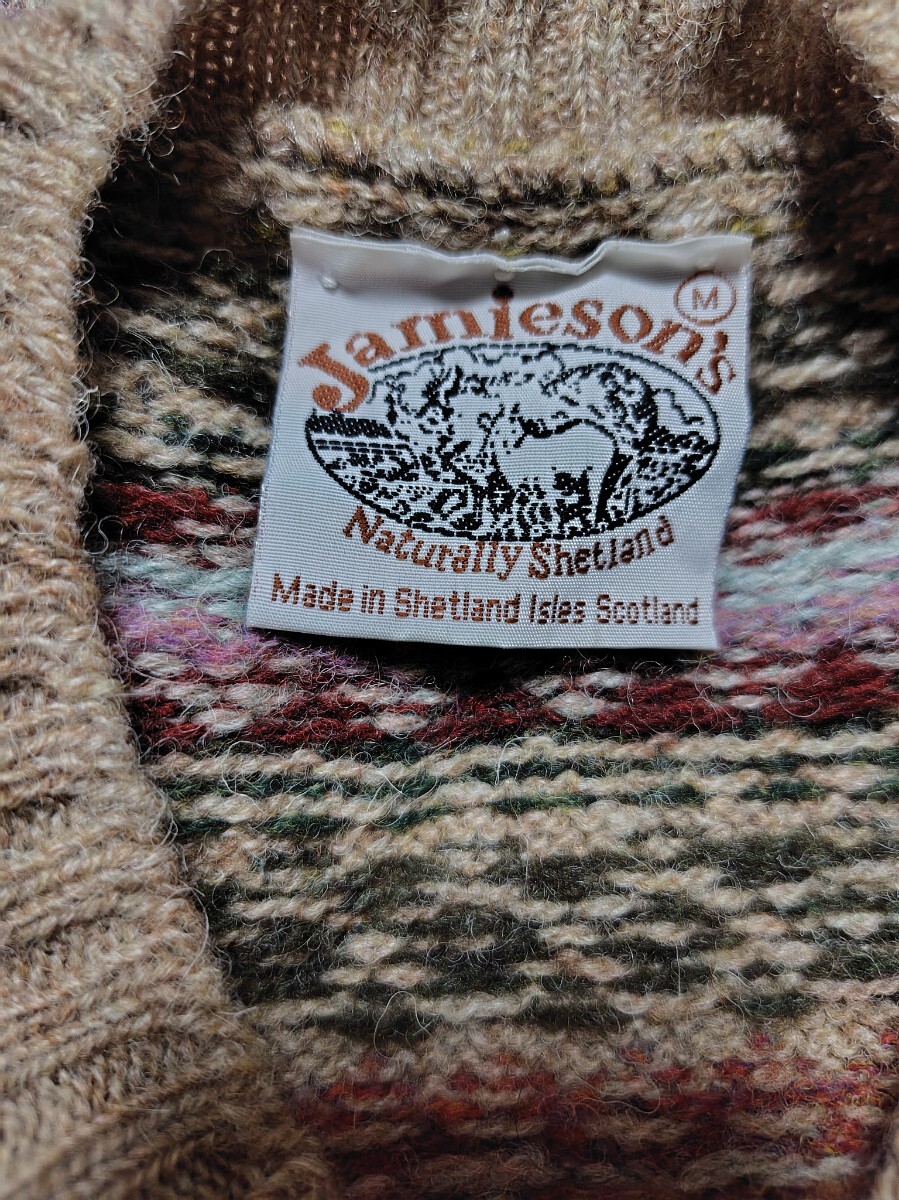 M
Jamieson's
Naturally Shetland
Made in Shetland Isles Scotland